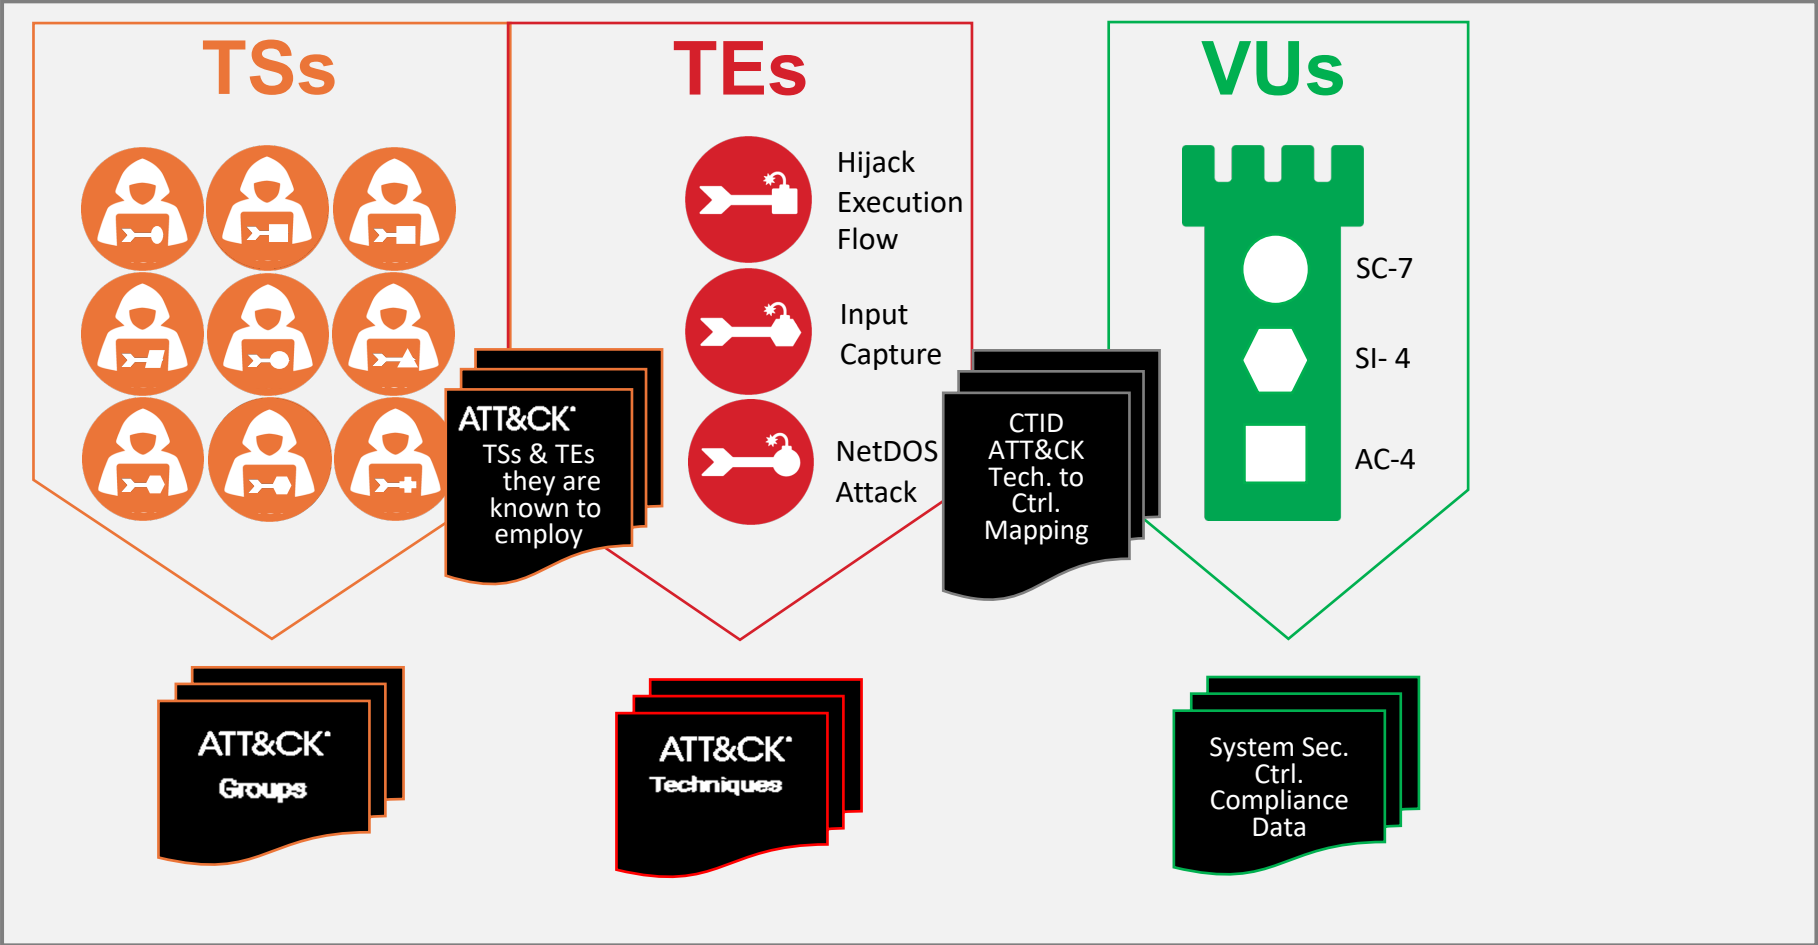 TSs
TEs
VUs
Hijack
Execution
Flow
Input
Capture
NetDOS
Attack
SC-7
SI- 4
AC-4
ATT&CK®
TSs & TEs
they are
known to
employ
CTID
ATT&CK
Tech. to
Ctrl.
Mapping
ATT&CK®
Groups
ATT&CK®
Techniques
System Sec.
Ctrl.
Compliance
Data